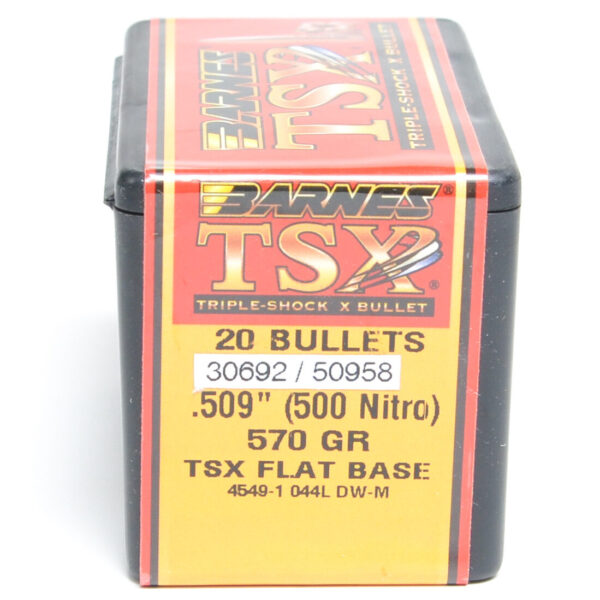 BARNES
TSX
TRIPLE-SHOCK X BULLET
BARNES®
TSX®
TRIPLE-SHOCK X BULLET
20 BULLETS
30692 / 50958
.509" (500 Nitro)
570 GR
TSX FLAT BASE
4549-1 044L DW-M